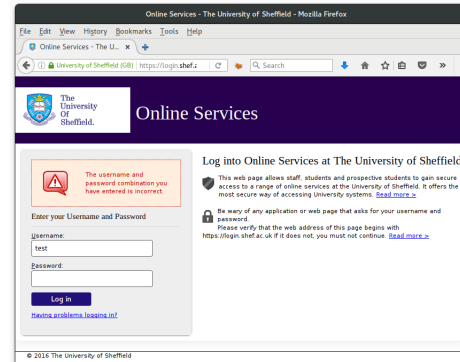 Online Services - The University of Sheffield - Mozilla Firefox
File Edit View History Bookmarks Tools Help
Online Services - The U... × +
University of Sheffield (GB) https://login.shef.a Search »
The
University
Of
Sheffield.
Online Services
The username and
password combination you
have entered is incorrect.
Enter your Username and Password
Username:
test
Password:
Log in
Having problems logging in?
Log into Online Services at The University of Sheffield
This web page allows staff, students and prospective students to gain secure
access to a range of online services at the University of Sheffield. It offers the
most secure way of accessing University systems. Read more >
Be wary of any application or web page that asks for your username and
password.
Please verify that the web address of this page begins with
https://login.shef.ac.uk If it does not, you must not continue. Read more >
© 2016 The University of Sheffield